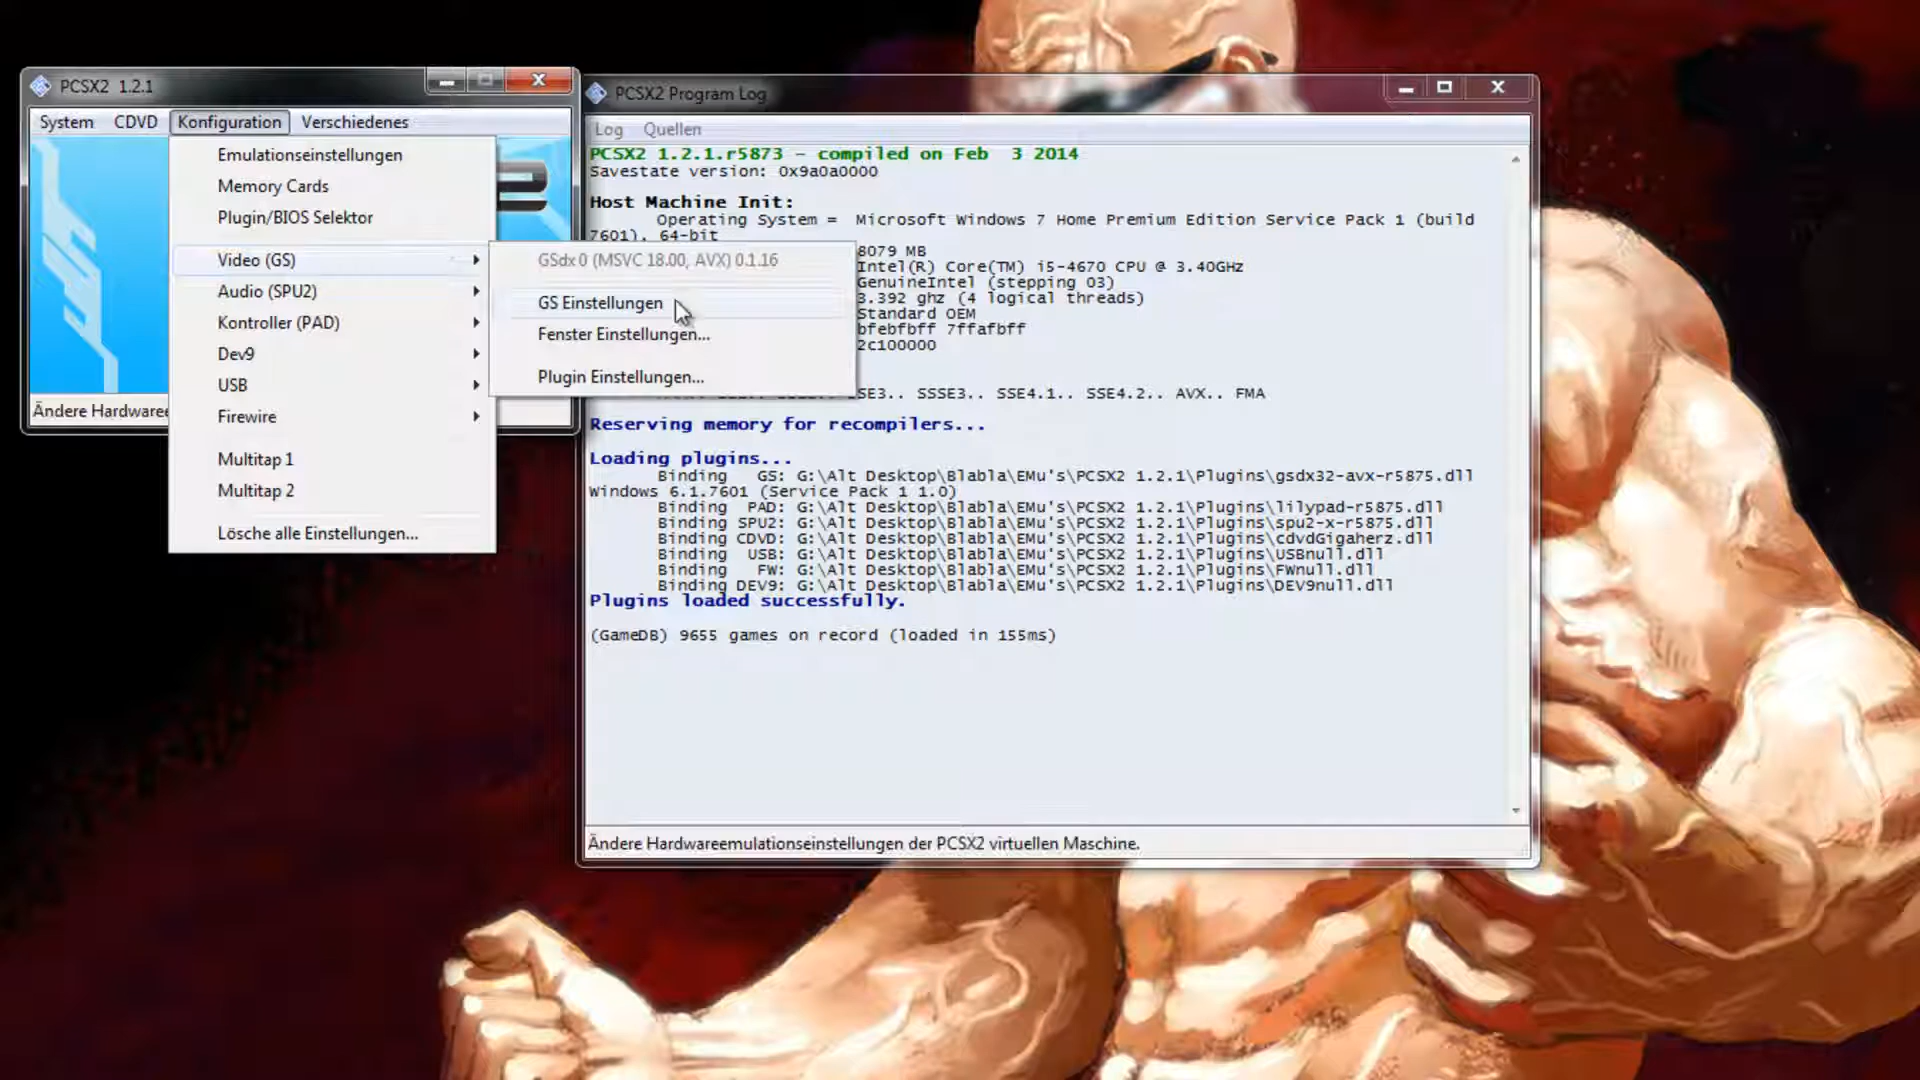 PCSX2 1.2.1
System CDVD Konfiguration Verschiedenes
Emulationseinstellungen
Memory Cards
Plugin/BIOS Selektor
Video (GS)
Audio (SPU2)
Kontroller (PAD)
Dev9
USB
Firewire
Multitap 1
Multitap 2
Lösche alle Einstellungen...
Ändere Hardwaree
GSdx 0 (MSVC 18.00, AVX) 0.1.16
GS Einstellungen
Fenster Einstellungen...
Plugin Einstellungen...
PCSX2 Program Log
Log Quellen
PCSX2 1.2.1.r5873 - compiled on Feb 3 2014
Savestate version: 0x9a0a0000
Host Machine Init:
Operating System = Microsoft Windows 7 Home Premium Edition Service Pack 1 (build
7601), 64-bit
8079 MB
Intel(R) Core(TM) i5-4670 CPU @ 3.40GHz
GenuineIntel (stepping 03)
3.392 ghz (4 logical threads)
Standard OEM
bfebfbff 7ffafbff
2c100000
SE3.. SSSE3.. SSE4.1.. SSE4.2.. AVX.. FMA
Reserving memory for recompilers...
Loading plugins...
Binding GS: G:\Alt Desktop\Blabla\EMu's\PCSX2 1.2.1\Plugins\gsdx32-avx-r5875.dll
Windows 6.1.7601 (Service Pack 1 1.0)
Binding PAD: G:\Alt Desktop\Blabla\EMu's\PCSX2 1.2.1\Plugins\lilypad-r5875.dll
Binding SPU2: G:\Alt Desktop\Blabla\EMu's\PCSX2 1.2.1\Plugins\spu2-x-r5875.dll
Binding CDVD: G:\Alt Desktop\Blabla\EMu's\PCSX2 1.2.1\Plugins\cdvdGigaherz.dll
Binding USB: G:\Alt Desktop\Blabla\EMu's\PCSX2 1.2.1\Plugins\USBnull.dll
Binding FW: G:\Alt Desktop\Blabla\EMu's\PCSX2 1.2.1\Plugins\FWnull.dll
Binding DEV9: G:\Alt Desktop\Blabla\EMu's\PCSX2 1.2.1\Plugins\DEV9null.dll
Plugins loaded successfully.
(GameDB) 9655 games on record (loaded in 155ms)
Ändere Hardwareemulationseinstellungen der PCSX2 virtuellen Maschine.